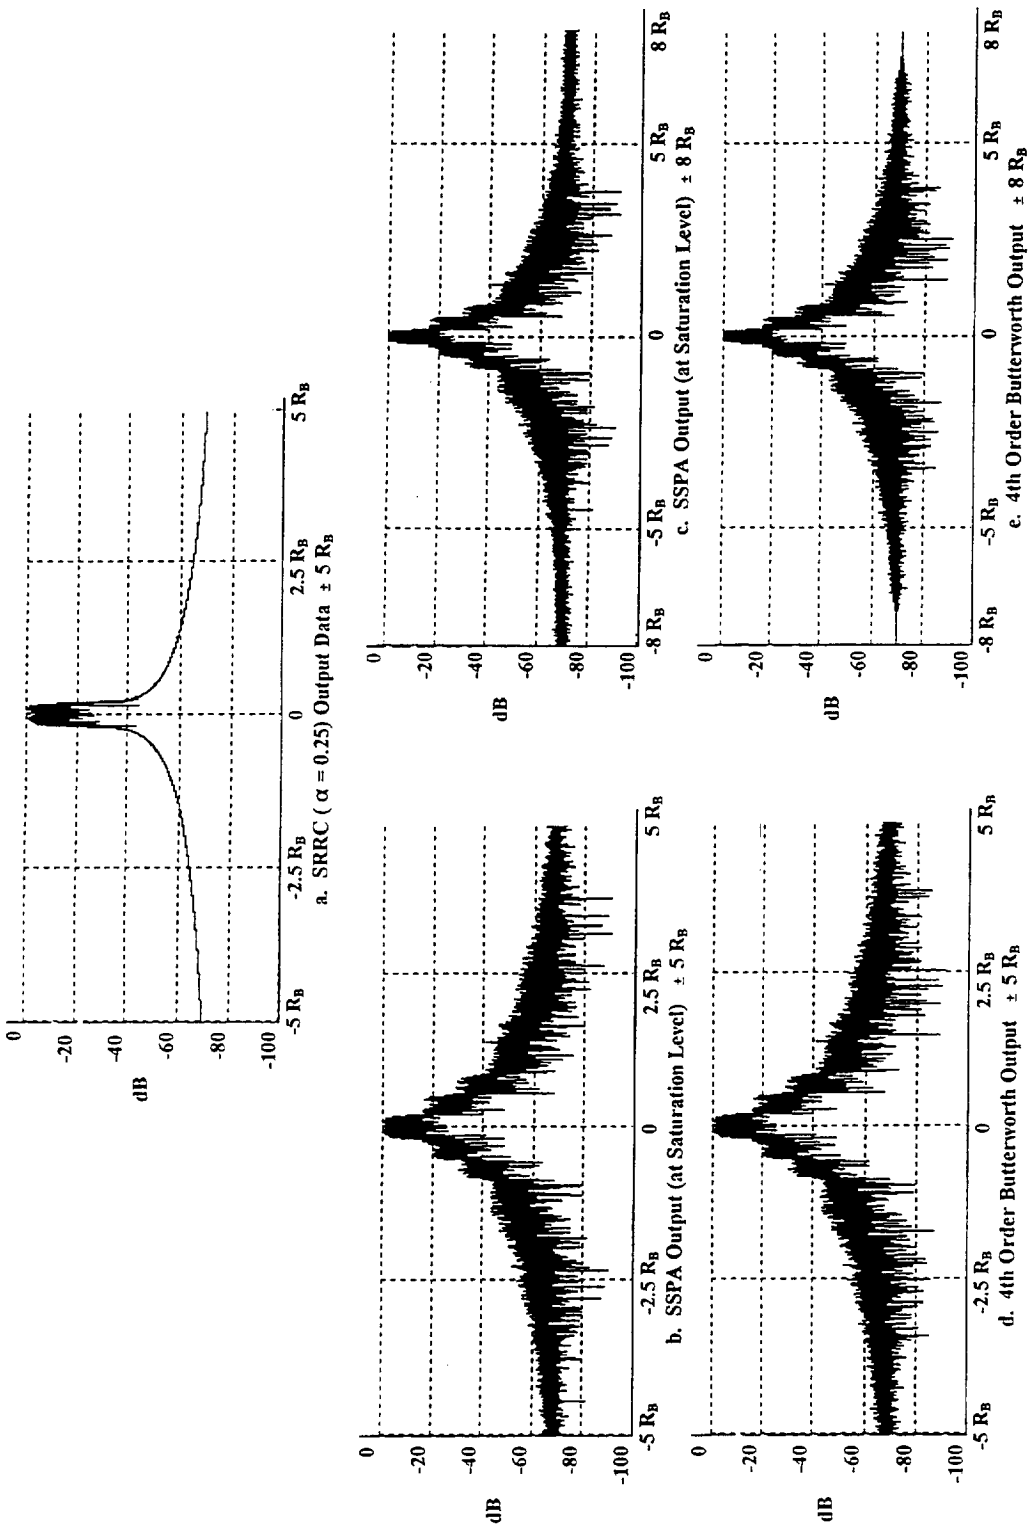 0
-20
-40
-60
-80
-100
dB
-5 R_B
-2.5 R_B
0
2.5 R_B
5 R_B
a. SRRC ( α = 0.25) Output Data ± 5 R_B
0
-20
-40
-60
-80
-100
dB
-5 R_B
-2.5 R_B
0
2.5 R_B
5 R_B
b. SSPA Output (at Saturation Level) ± 5 R_B
0
-20
-40
-60
-80
-100
dB
-8 R_B
-5 R_B
0
5 R_B
8 R_B
c. SSPA Output (at Saturation Level) ± 8 R_B
0
-20
-40
-60
-80
-100
dB
-5 R_B
-2.5 R_B
0
2.5 R_B
5 R_B
d. 4th Order Butterworth Output ± 5 R_B
0
-20
-40
-60
-80
-100
dB
-8 R_B
-5 R_B
0
5 R_B
8 R_B
e. 4th Order Butterworth Output ± 8 R_B